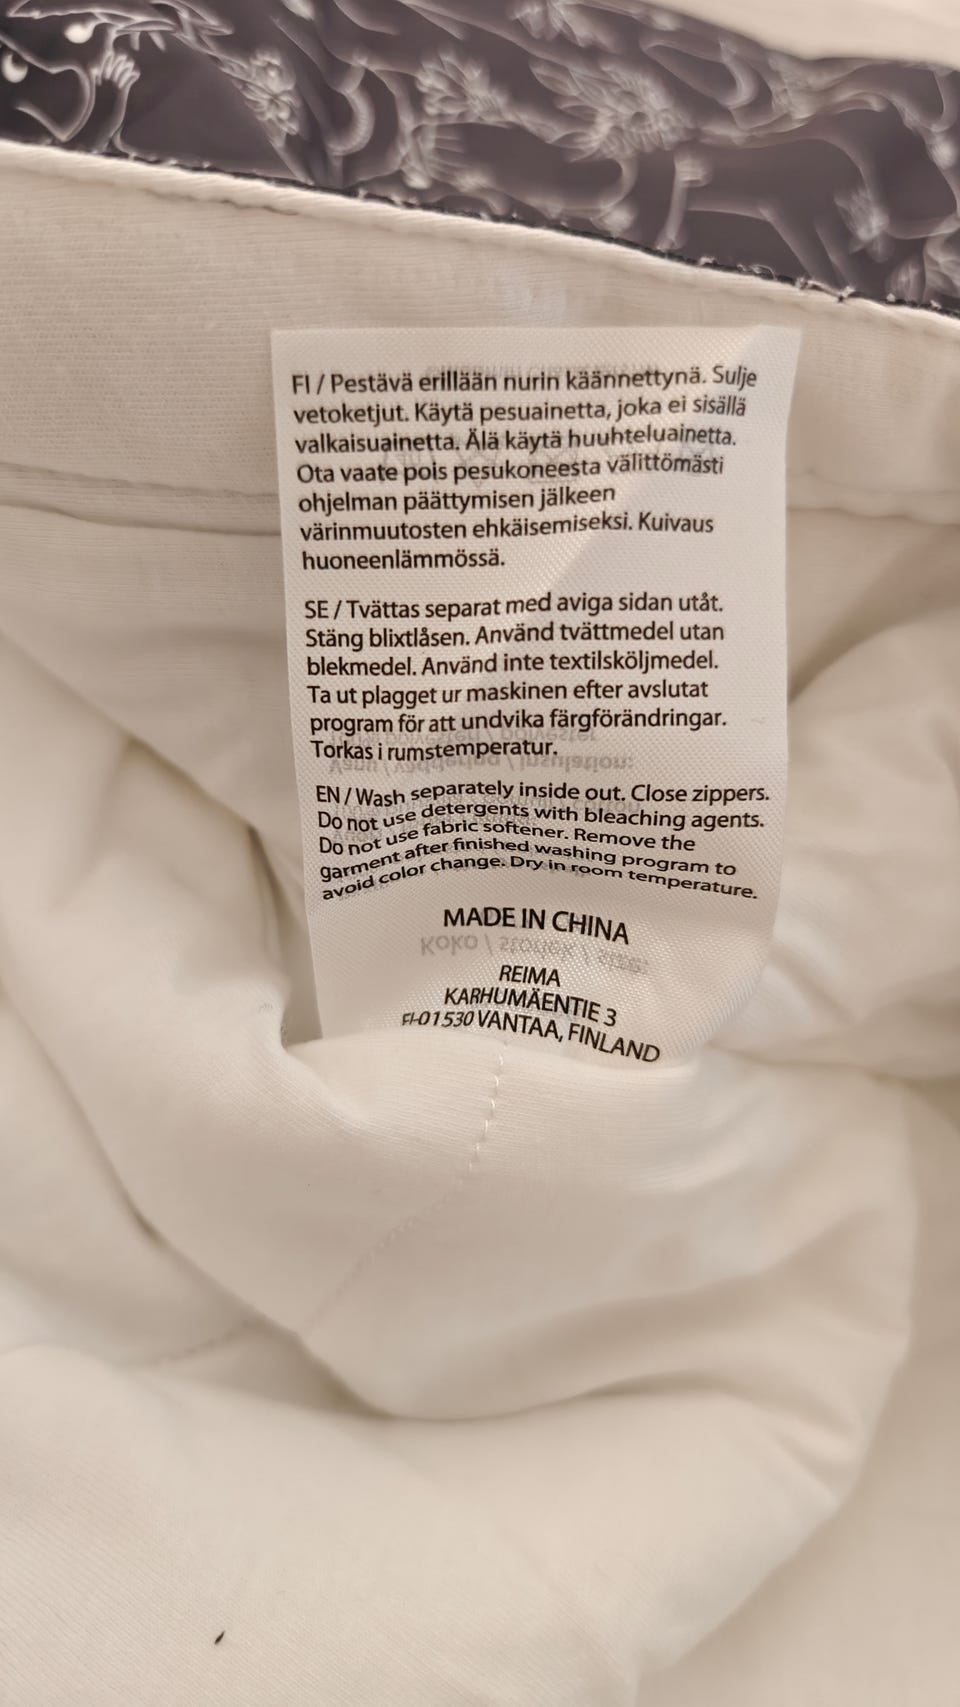 FI / Pestävä erillään nurin käännettynä. Sulje
vetoketjut. Käytä pesuainetta, joka ei sisällä
valkaisuainetta. Älä käytä huuhteluainetta.
Ota vaate pois pesukoneesta välittömästi
ohjelman päättymisen jälkeen
värinmuutosten ehkäisemiseksi. Kuivaus
huoneenlämmössä.
SE / Tvättas separat med aviga sidan utåt.
Stäng blixtlåsen. Använd tvättmedel utan
blekmedel. Använd inte textilsköljmedel.
Ta ut plagget ur maskinen efter avslutat
program för att undvika färgförändringar.
Torkas i rumstemperatur.
EN / Wash separately inside out. Close zippers.
Do not use detergents with bleaching agents.
Do not use fabric softener. Remove the
garment after finished washing program to
avoid color change. Dry in room temperature.
MADE IN CHINA
Koko / storlek / size:
REIMA
KARHUMÄENTIE 3
FI-01530 VANTAA, FINLAND